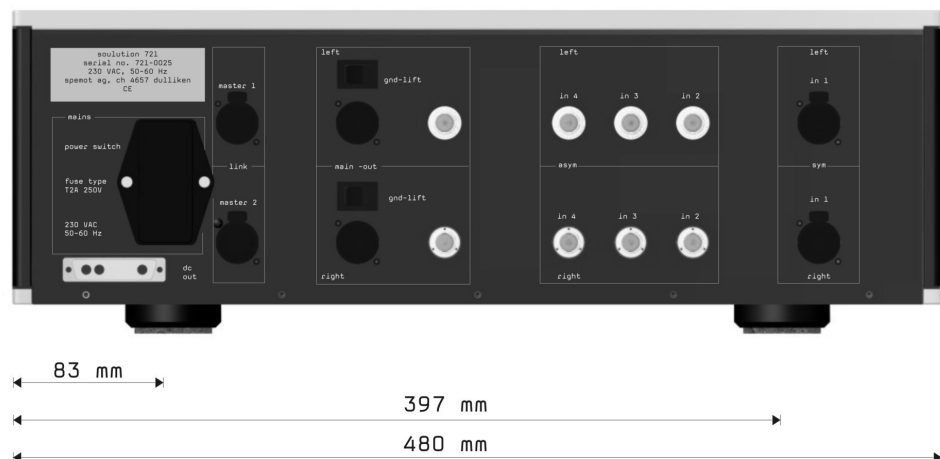 soulution 721
serial no. 721-0025
230 VAC, 50-60 Hz
spemot ag, ch 4657 dulliken
CE
mains
power switch
fuse type
T2A 250V
230 VAC
50-60 Hz
dc
out
master 1
link
master 2
left
gnd-lift
main -out
gnd-lift
right
left
in 4 in 3 in 2
asym
in 4 in 3 in 2
right
left
in 1
sym
in 1
right
83 mm
397 mm
480 mm